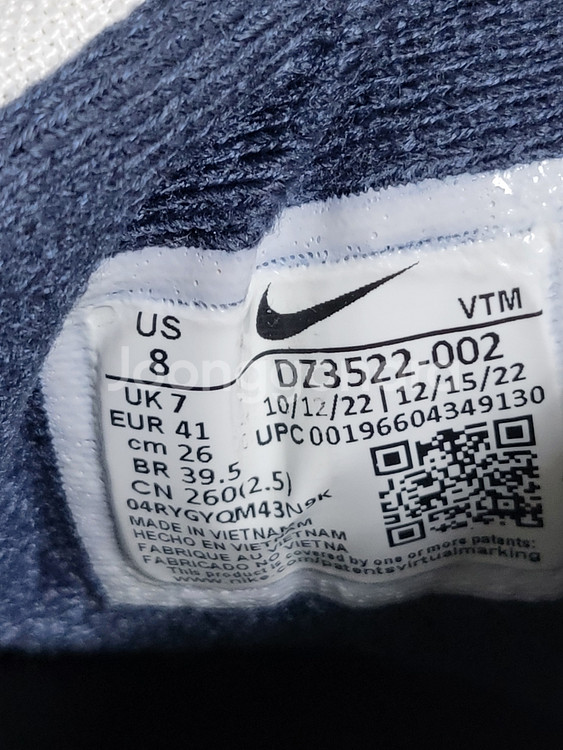 US
8
UK 7
EUR 41
cm 26
BR 39.5
CN 260(2.5)
VTM
DZ3522-002
10/12/22 | 12/15/22
UPC 00196604349130
04RYGYQM43N9K
MADE IN VIETNAM
HECHO EN VIETNAM
FABRIQUE AU VIETNA
FABRICADO NO
This product is covered by one or more patents:
www.nike.com/patentsvirtualmarking